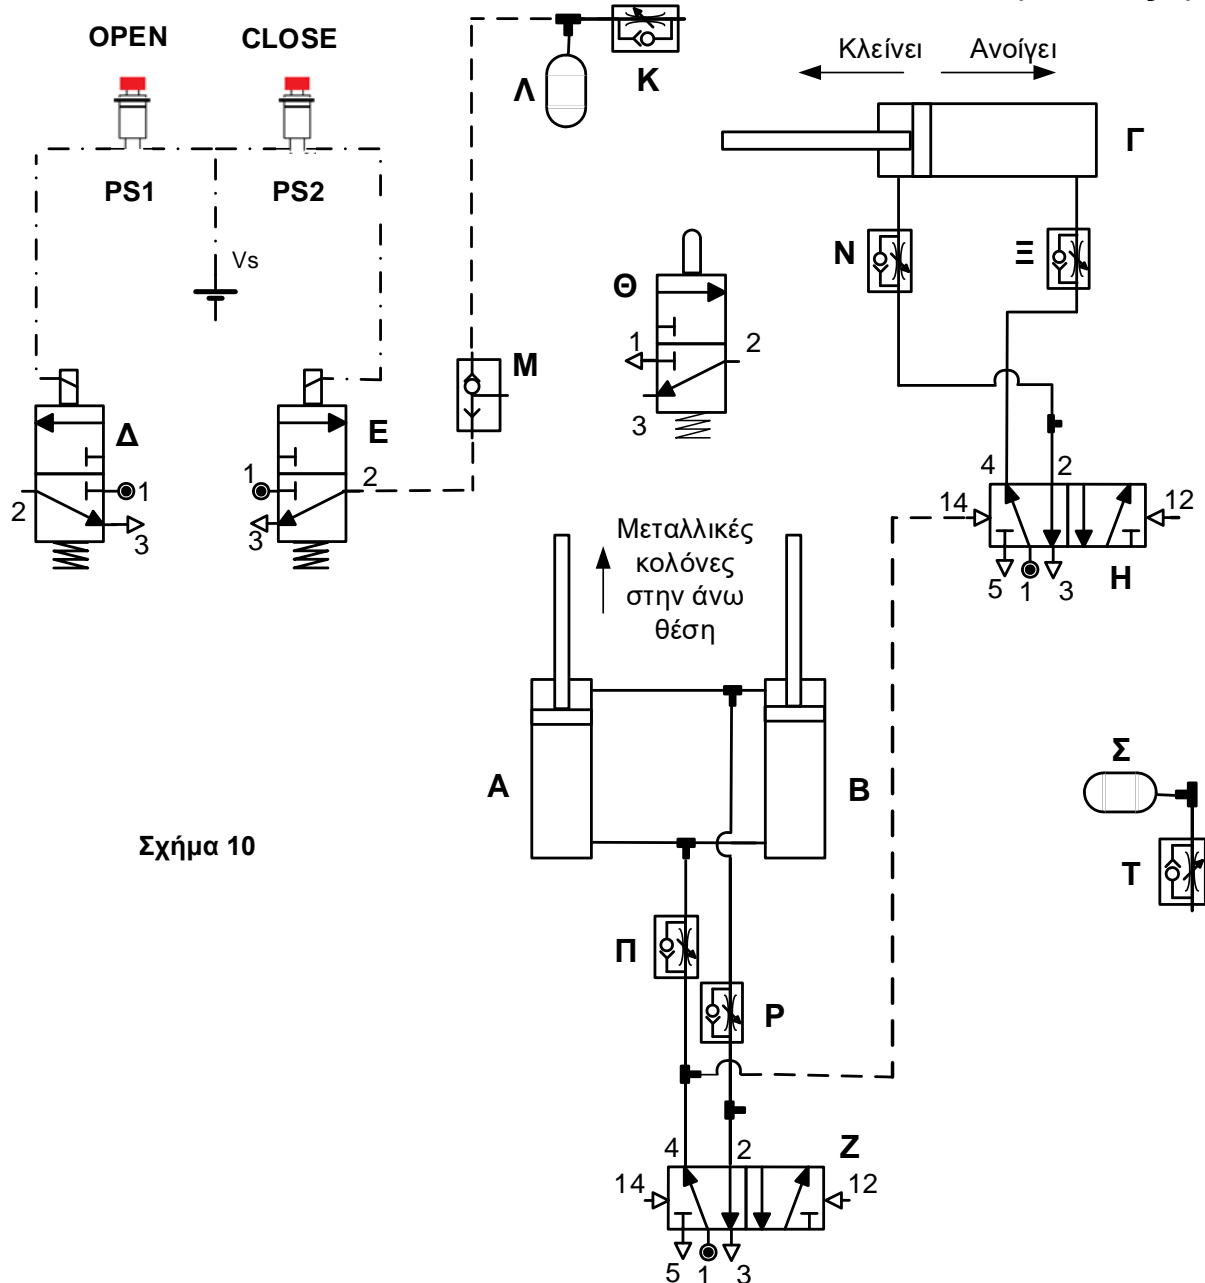 OPEN
CLOSE
PS1
PS2
Vs
Λ
Κ
Κλείνει
Ανοίγει
Γ
Ν
Ξ
Θ
1
2
3
Μ
Δ
2
1
3
Ε
1
2
3
4
2
14
12
5
1
3
Η
Μεταλλικές
κολόνες
στην άνω
θέση
Α
Β
Σ
Τ
Σχήμα 10
Π
Ρ
Ζ
4
2
14
12
5
1
3